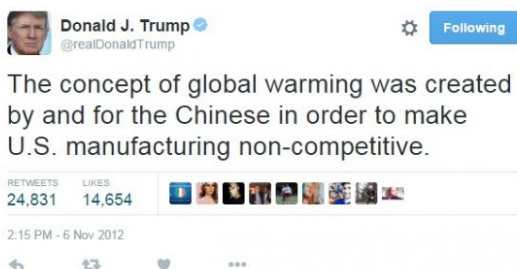 Donald J. Trump
@realDonaldTrump
Following
The concept of global warming was created
by and for the Chinese in order to make
U.S. manufacturing non-competitive.
RETWEETS LIKES
24,831 14,654
2:15 PM - 6 Nov 2012